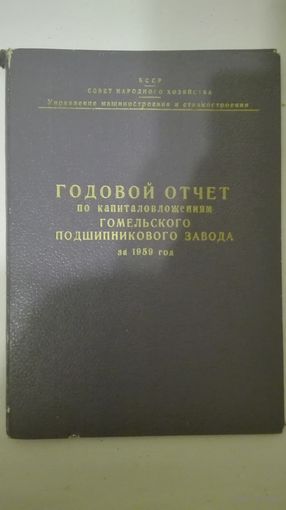 БССР
СОВЕТ НАРОДНОГО ХОЗЯЙСТВА
Управление машиностроения и станкостроения
ГОДОВОЙ ОТЧЕТ
по капиталовложениям
ГОМЕЛЬСКОГО
ПОДШИПНИКОВОГО ЗАВОДА
за 1959 год